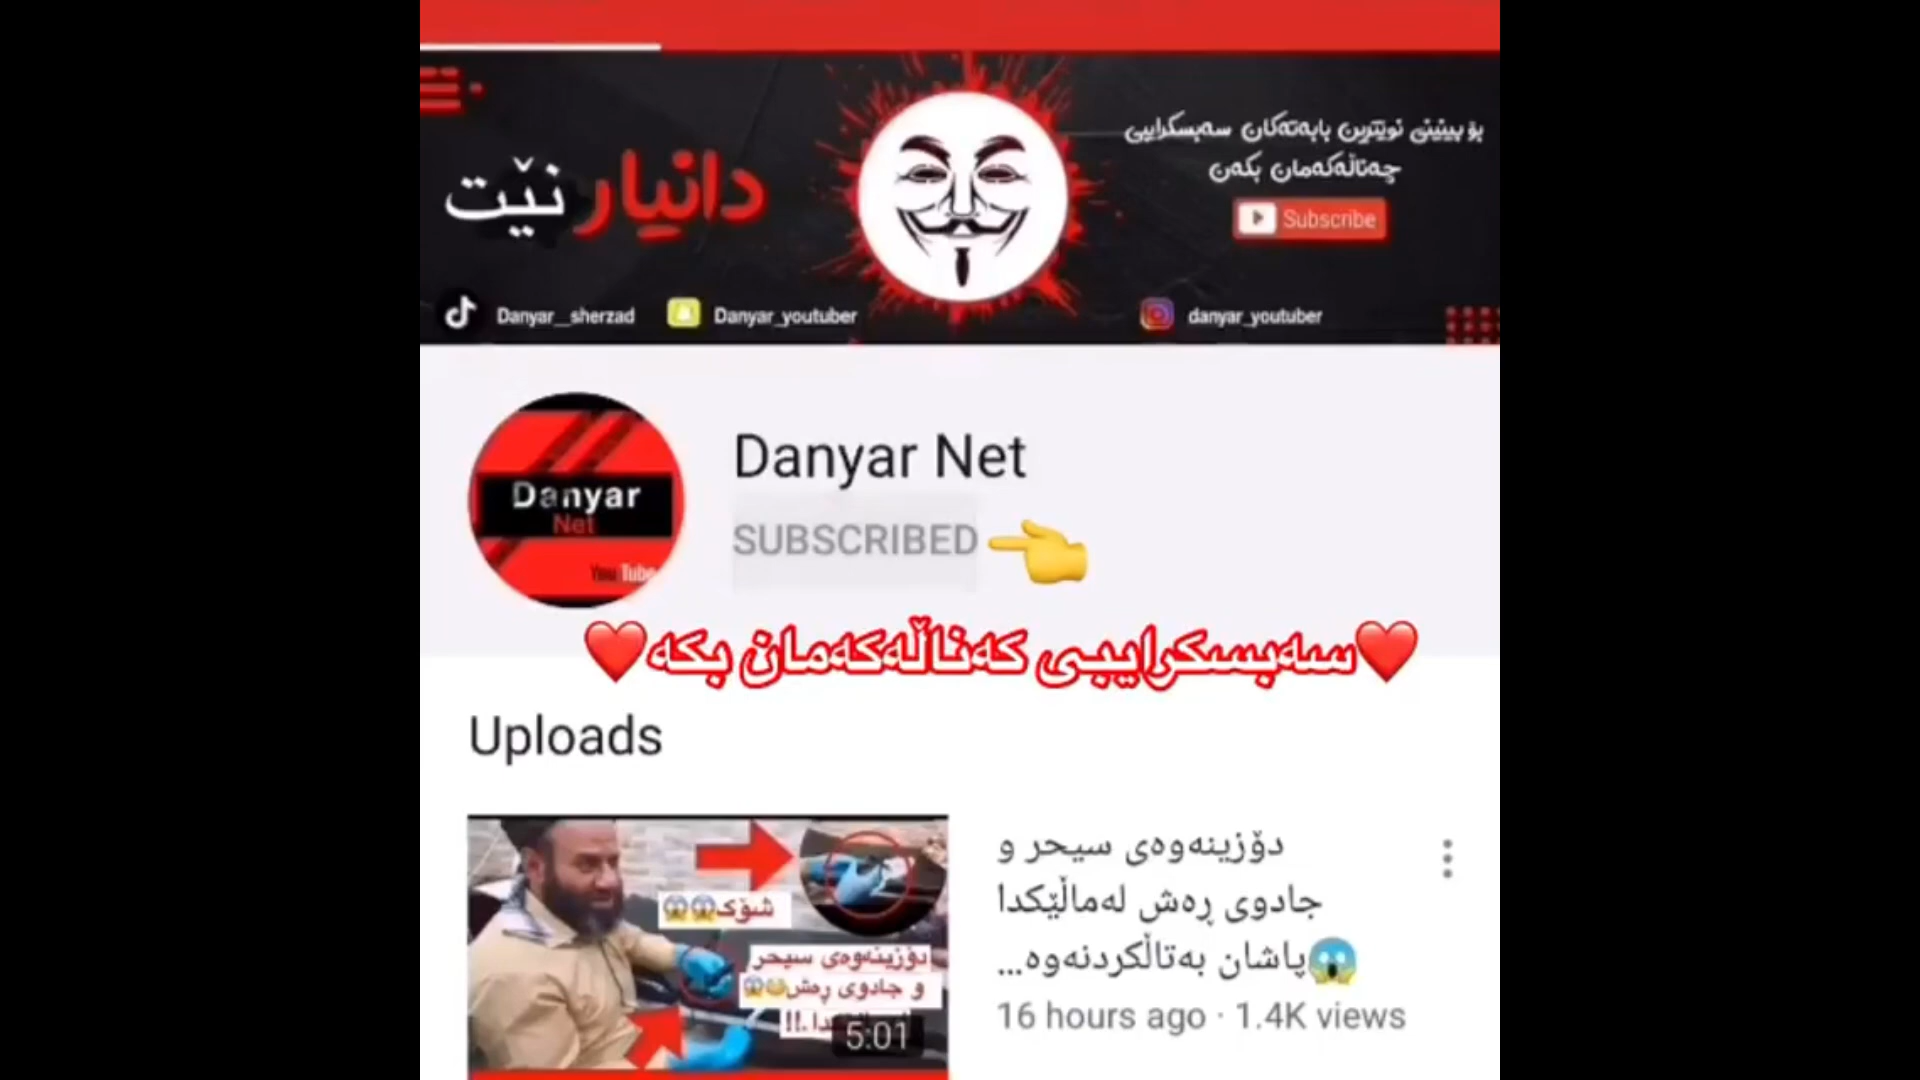 بۆ بینینی نوێترین بابەتەکان سەبسکرایبی
چەناڵەکەمان بکەن
دانیار نێت
Subscribe
Danyar__sherzad
Danyar_youtuber
danyar_youtuber
Danyar Net
Danyar
Net
YouTube
SUBSCRIBED
سەبسکرایبی کەناڵەکەمان بکە
Uploads
دۆزینەوەی سیحر و
جادوی ڕەش لەماڵێکدا
پاشان بەتاڵکردنەوە...
16 hours ago · 1.4K views
شۆک
دۆزینەوەی سیحر
و جادوی ڕەش
5:01